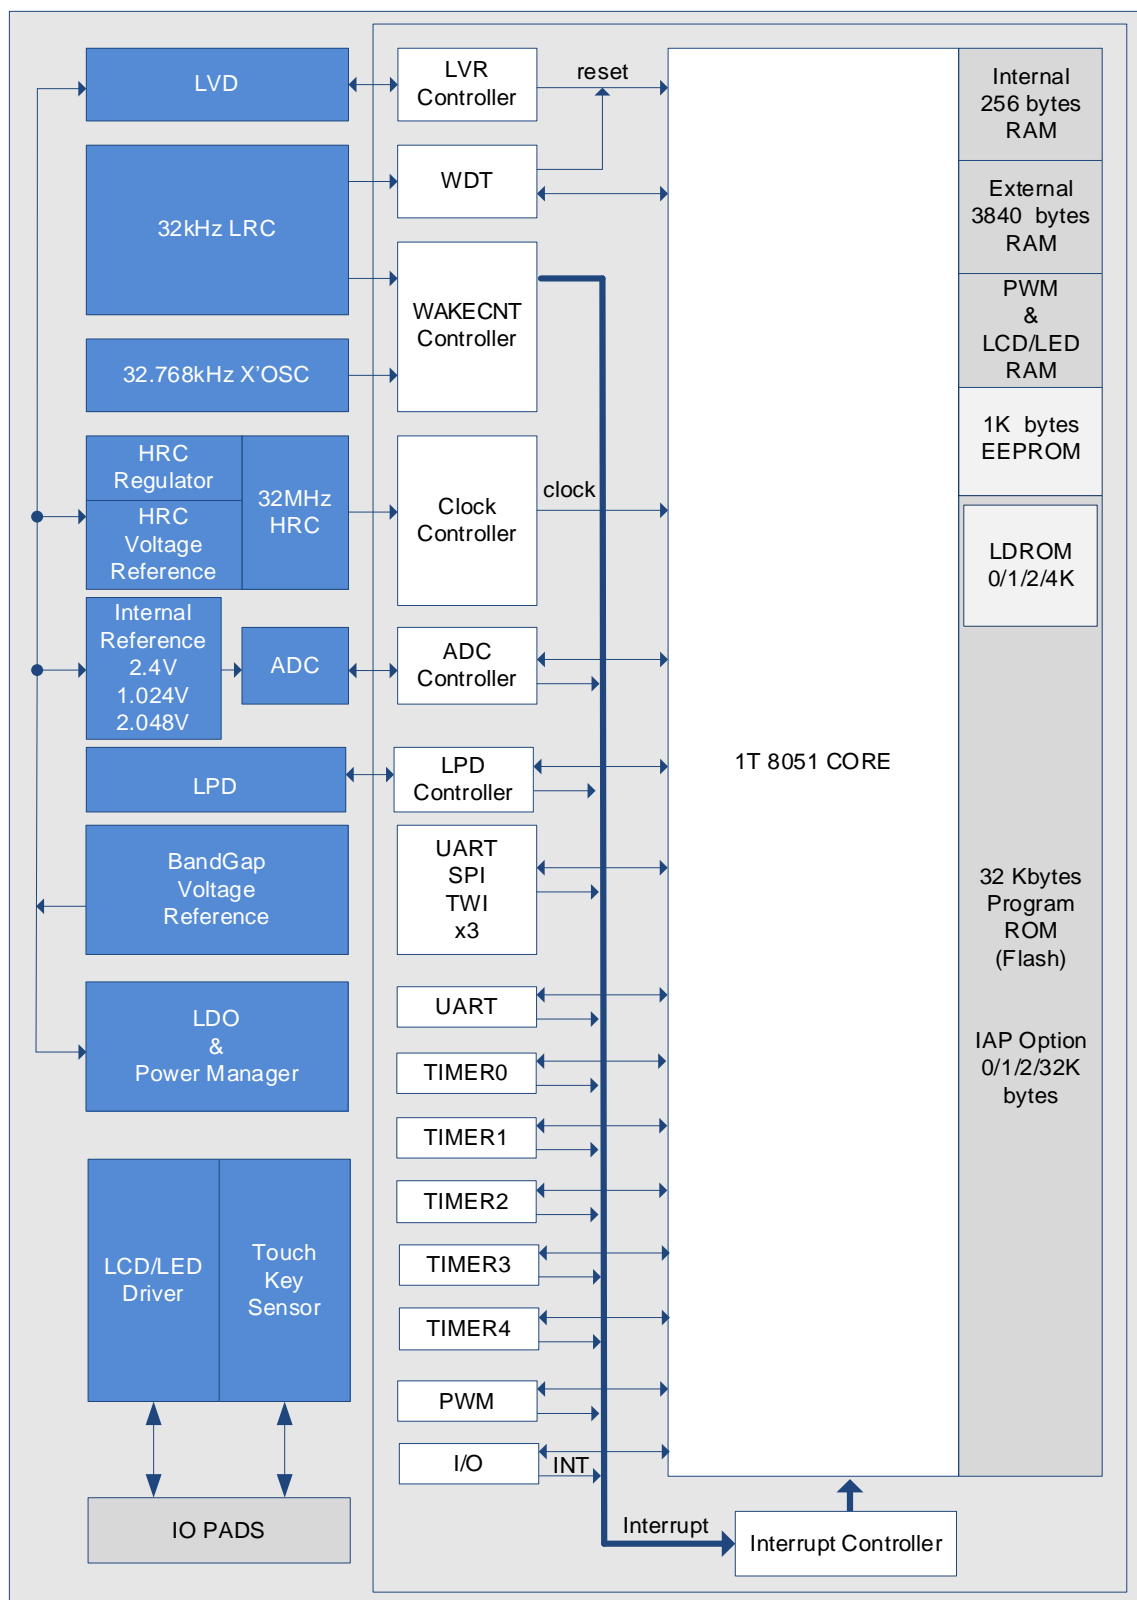 LVD
LVR
Controller
reset
Internal
256 bytes
RAM
32kHz LRC
WDT
External
3840 bytes
RAM
WAKECNT
Controller
PWM
&
LCD/LED
RAM
32.768kHz X'OSC
1K bytes
EEPROM
HRC
Regulator
HRC
Voltage
Reference
32MHz
HRC
Clock
Controller
clock
LDROM
0/1/2/4K
Internal
Reference
2.4V
1.024V
2.048V
ADC
ADC
Controller
LPD
LPD
Controller
1T 8051 CORE
BandGap
Voltage
Reference
UART
SPI
TWI
x3
32 Kbytes
Program
ROM
(Flash)
LDO
&
Power Manager
UART
IAP Option
0/1/2/32K
bytes
TIMER0
TIMER1
TIMER2
LCD/LED
Driver
Touch
Key
Sensor
TIMER3
TIMER4
PWM
I/O
INT
IO PADS
Interrupt
Interrupt Controller